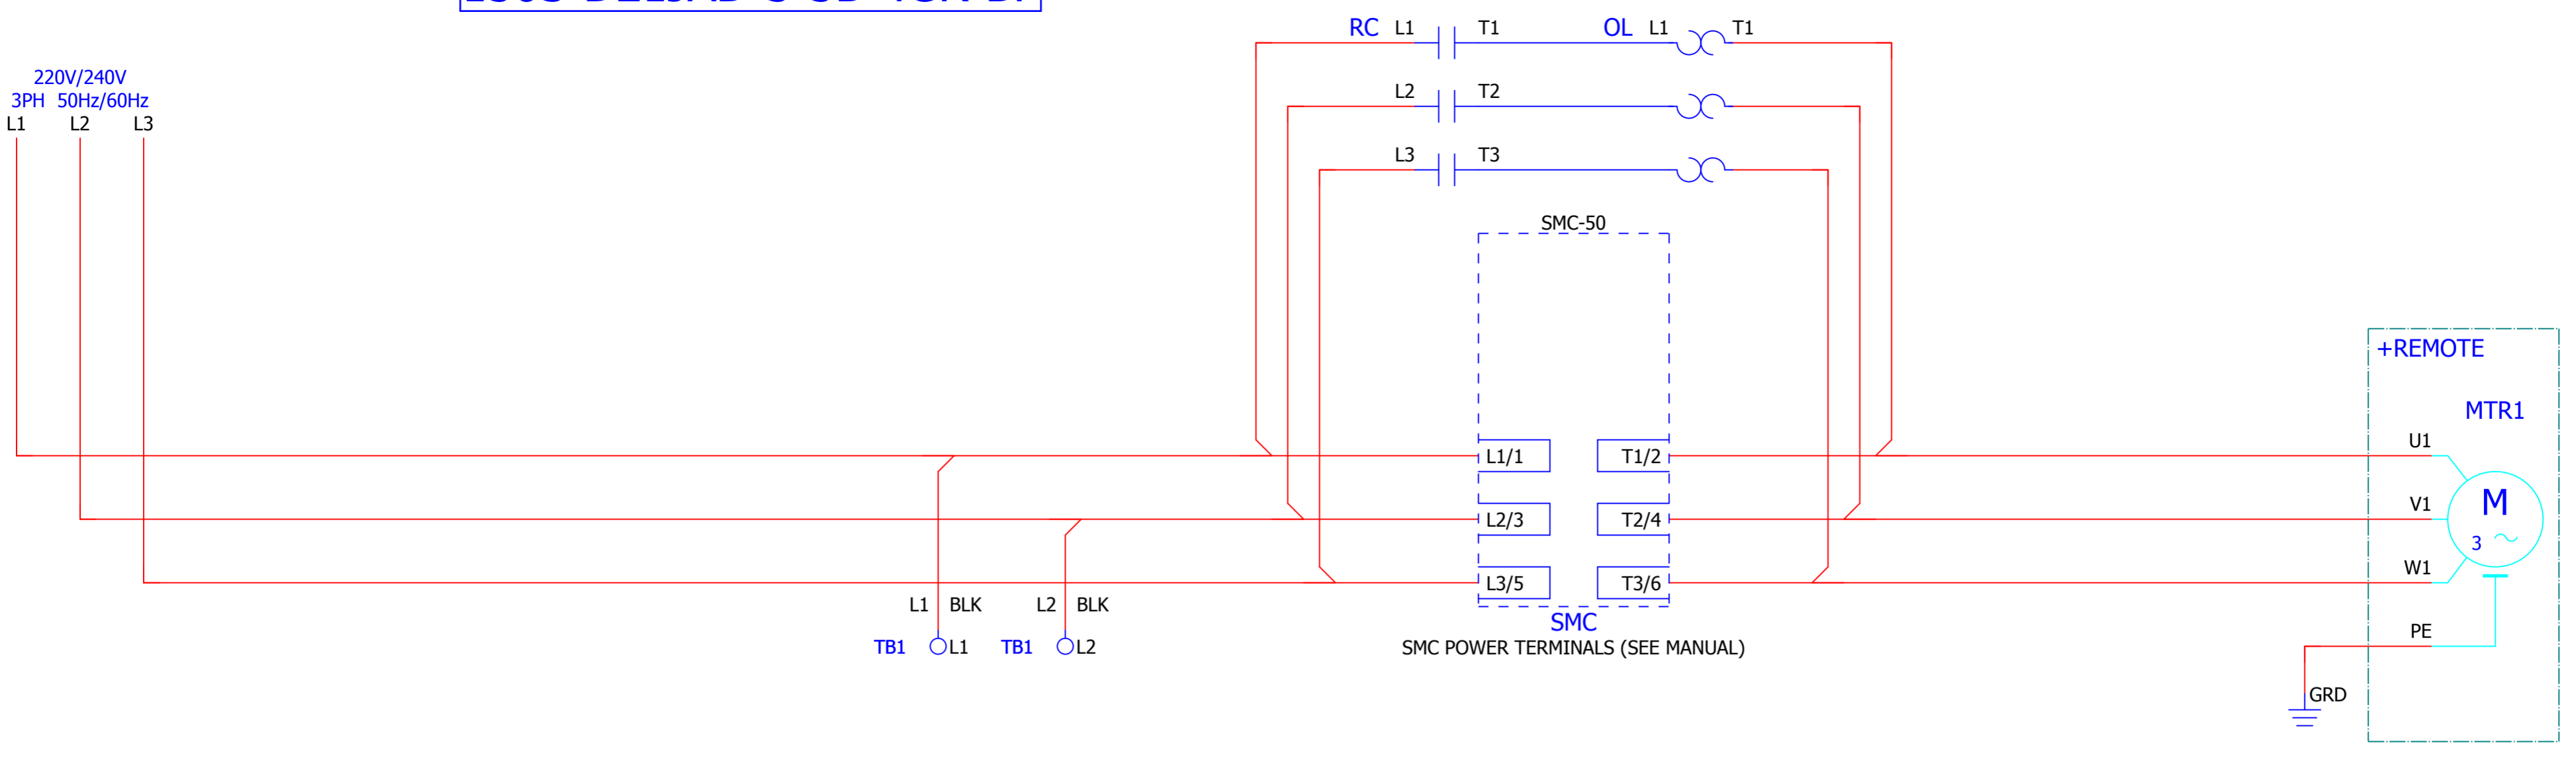 RC L1 T1 OL L1 T1
220V/240V
3PH 50Hz/60Hz
L1 L2 L3
L2 T2
L3 T3
SMC-50
+REMOTE
MTR1
U1
L1/1 T1/2
V1
M
3
L2/3 T2/4
W1
L3/5 T3/6
L1 BLK L2 BLK
SMC
PE
TB1 L1 TB1 L2
SMC POWER TERMINALS (SEE MANUAL)
GRD